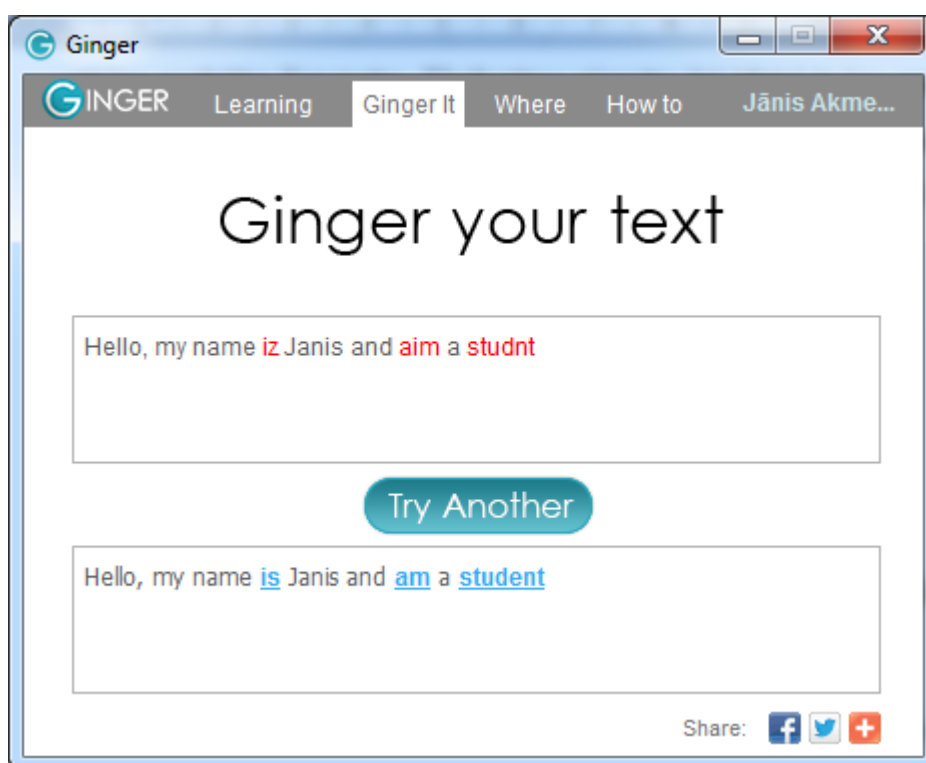 Ginger
GINGER Learning Ginger It Where How to Jānis Akme...
Ginger your text
Hello, my name iz Janis and aim a studnt
Try Another
Hello, my name is Janis and am a student
Share: